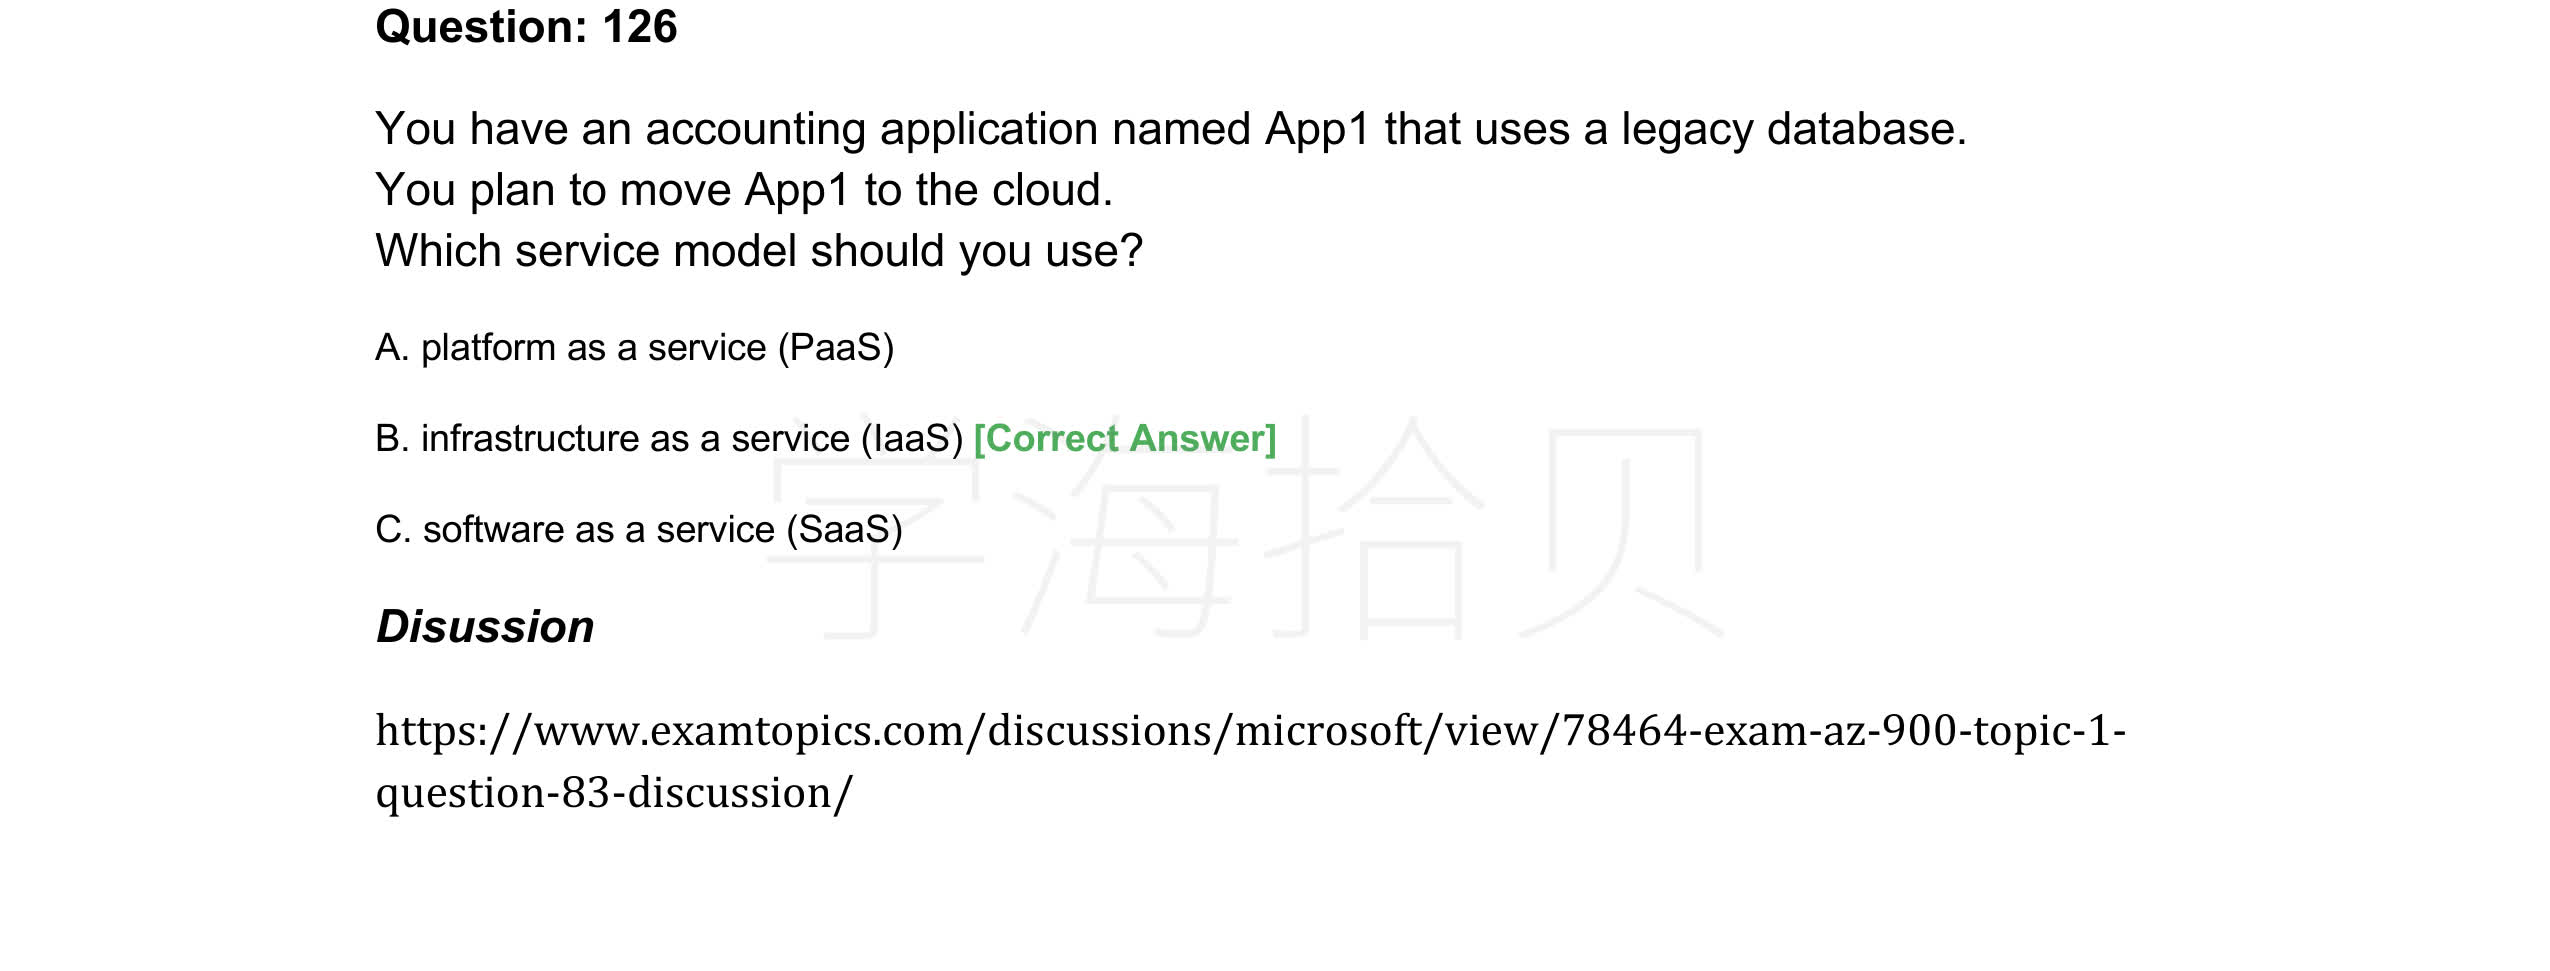 Question: 126
You have an accounting application named App1 that uses a legacy database.
You plan to move App1 to the cloud.
Which service model should you use?
A. platform as a service (PaaS)
B. infrastructure as a service (IaaS) [Correct Answer]
C. software as a service (SaaS)
字海拾贝
Disussion
https://www.examtopics.com/discussions/microsoft/view/78464-exam-az-900-topic-1-
question-83-discussion/